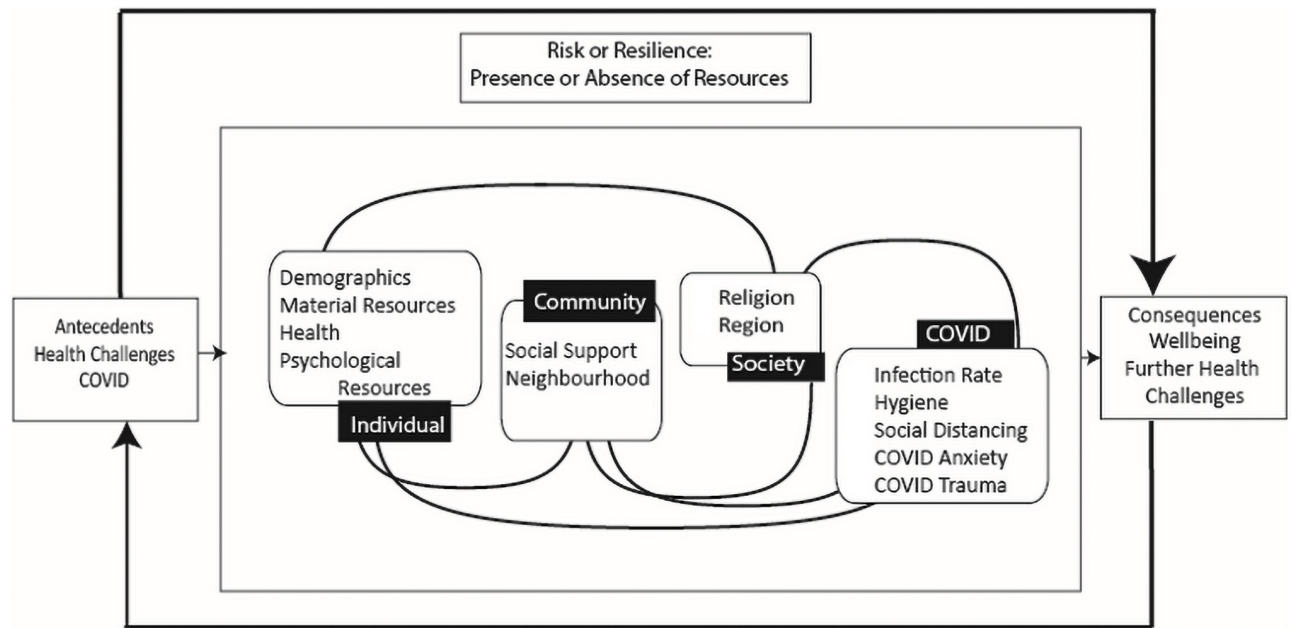 Risk or Resilience:
Presence or Absence of Resources
Antecedents
Health Challenges
COVID
Demographics
Material Resources
Health
Psychological
Resources
Individual
Community
Social Support
Neighbourhood
Religion
Region
Society
COVID
Infection Rate
Hygiene
Social Distancing
COVID Anxiety
COVID Trauma
Consequences
Wellbeing
Further Health
Challenges